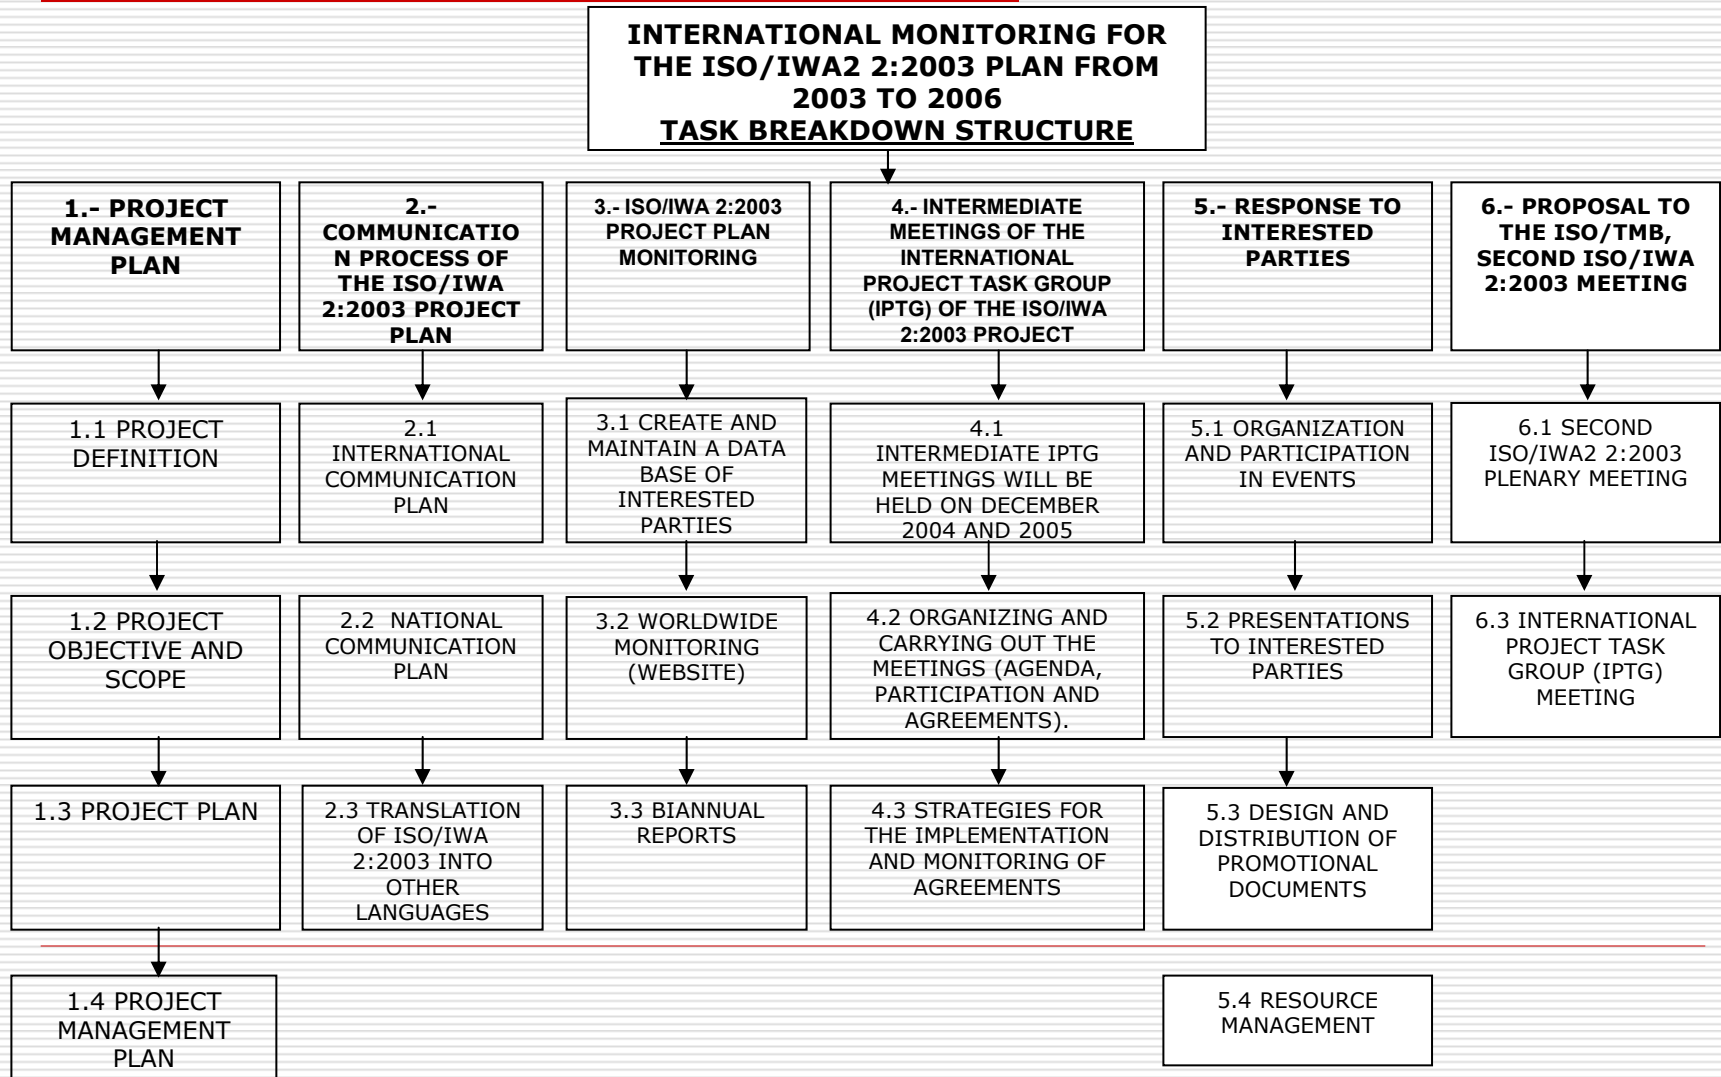 INTERNATIONAL MONITORING FOR
THE ISO/IWA2 2:2003 PLAN FROM
2003 TO 2006
TASK BREAKDOWN STRUCTURE
1.- PROJECT
MANAGEMENT
PLAN
2.-
COMMUNICATIO
N PROCESS OF
THE ISO/IWA
2:2003 PROJECT
PLAN
3.- ISO/IWA 2:2003
PROJECT PLAN
MONITORING
4.- INTERMEDIATE
MEETINGS OF THE
INTERNATIONAL
PROJECT TASK GROUP
(IPTG) OF THE ISO/IWA
2:2003 PROJECT
5.- RESPONSE TO
INTERESTED
PARTIES
6.- PROPOSAL TO
THE ISO/TMB,
SECOND ISO/IWA
2:2003 MEETING
1.1 PROJECT
DEFINITION
2.1
INTERNATIONAL
COMMUNICATION
PLAN
3.1 CREATE AND
MAINTAIN A DATA
BASE OF
INTERESTED
PARTIES
4.1
INTERMEDIATE IPTG
MEETINGS WILL BE
HELD ON DECEMBER
2004 AND 2005
5.1 ORGANIZATION
AND PARTICIPATION
IN EVENTS
6.1 SECOND
ISO/IWA2 2:2003
PLENARY MEETING
1.2 PROJECT
OBJECTIVE AND
SCOPE
2.2 NATIONAL
COMMUNICATION
PLAN
3.2 WORLDWIDE
MONITORING
(WEBSITE)
4.2 ORGANIZING AND
CARRYING OUT THE
MEETINGS (AGENDA,
PARTICIPATION AND
AGREEMENTS).
5.2 PRESENTATIONS
TO INTERESTED
PARTIES
6.3 INTERNATIONAL
PROJECT TASK
GROUP (IPTG)
MEETING
1.3 PROJECT PLAN
2.3 TRANSLATION
OF ISO/IWA
2:2003 INTO
OTHER
LANGUAGES
3.3 BIANNUAL
REPORTS
4.3 STRATEGIES FOR
THE IMPLEMENTATION
AND MONITORING OF
AGREEMENTS
5.3 DESIGN AND
DISTRIBUTION OF
PROMOTIONAL
DOCUMENTS
1.4 PROJECT
MANAGEMENT
PLAN
5.4 RESOURCE
MANAGEMENT